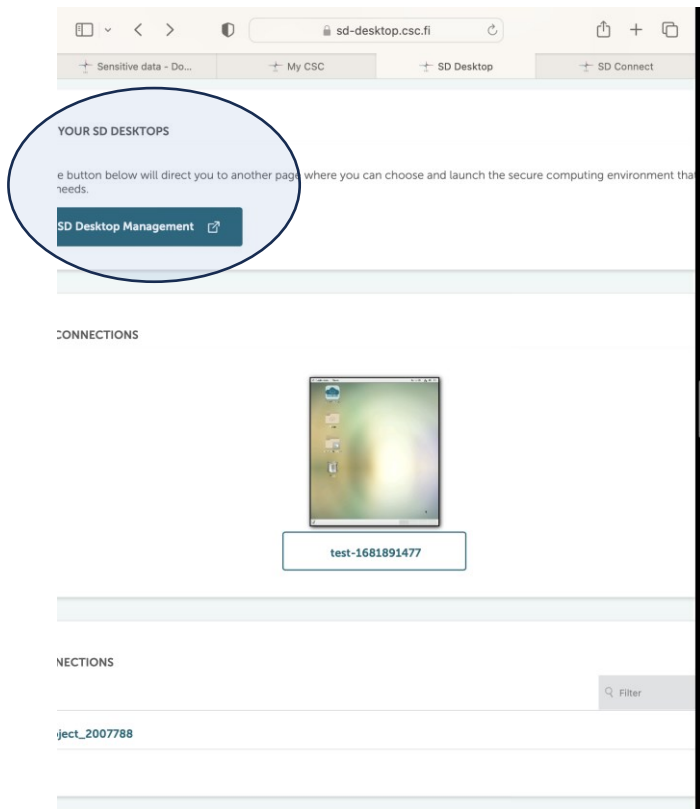 sd-desktop.csc.fi
Sensitive data - Do...
My CSC
SD Desktop
SD Connect
YOUR SD DESKTOPS
e button below will direct you to another page where you can choose and launch the secure computing environment that
needs.
SD Desktop Management
CONNECTIONS
test-1681891477
NECTIONS
Filter
ject_2007788